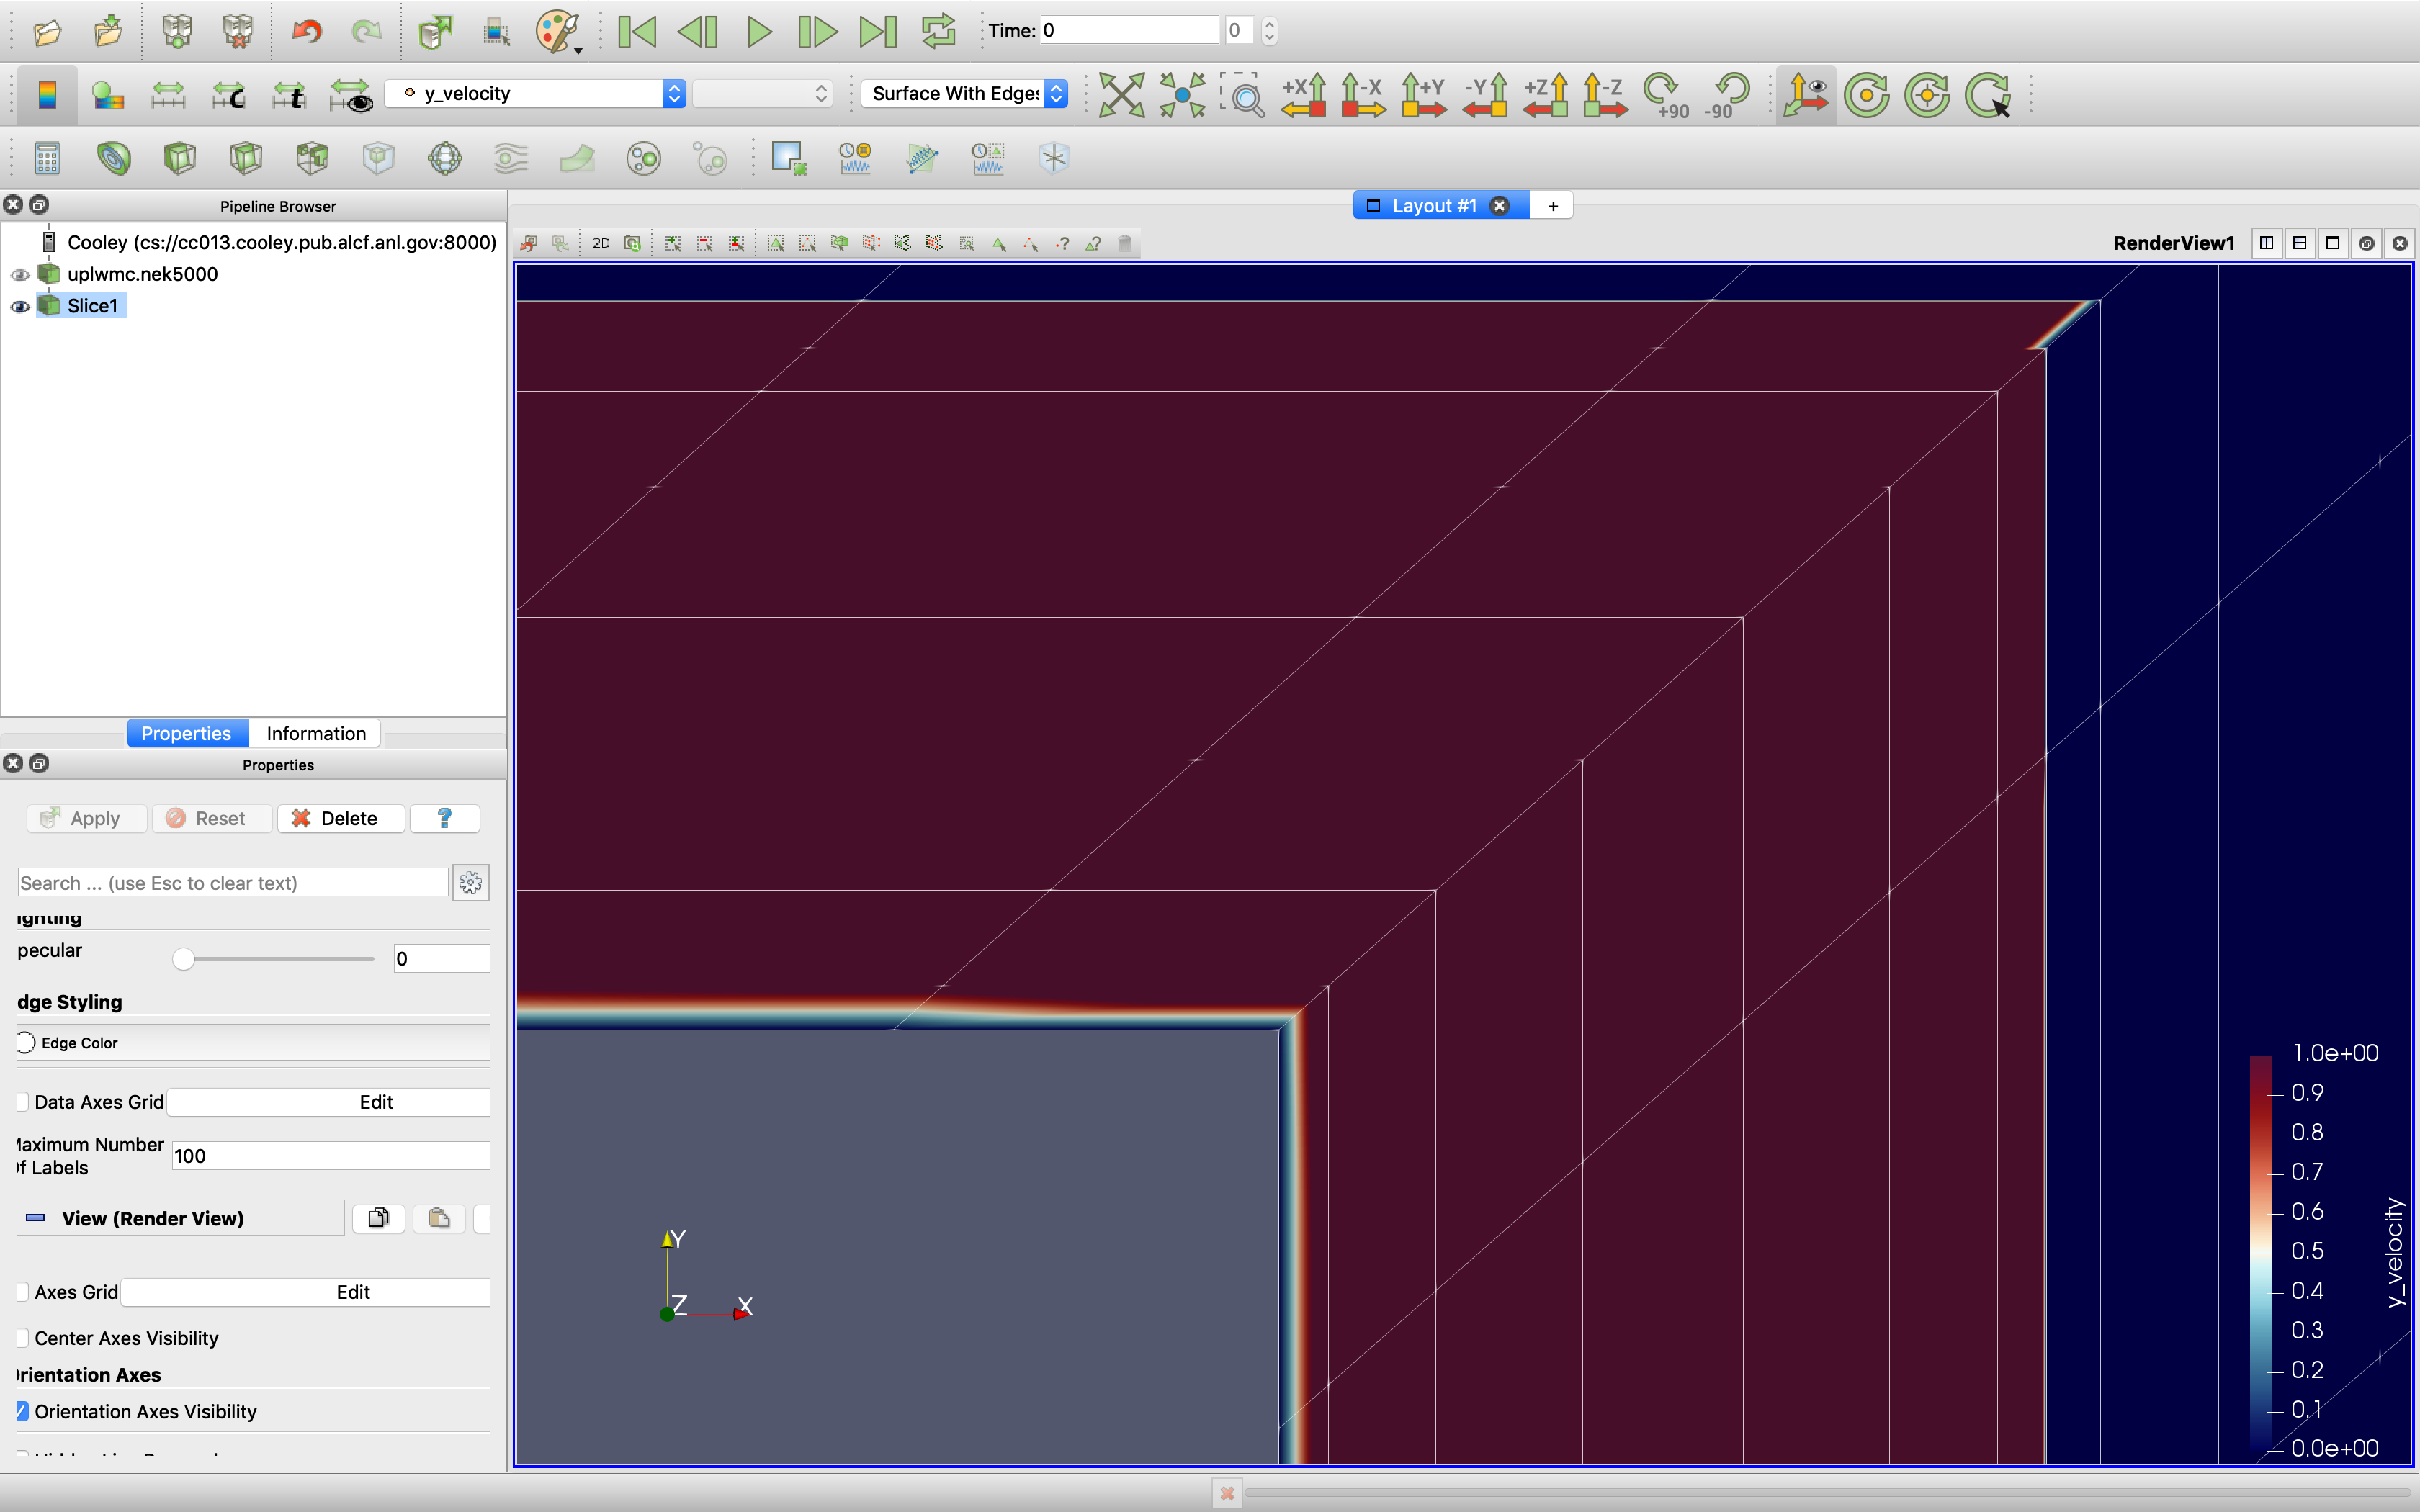 Time: 0 0
y_velocity Surface With Edge: +X -X +Y -Y +Z -Z +90 -90
C t
Pipeline Browser
Layout #1 +
Cooley (cs://cc013.cooley.pub.alcf.anl.gov:8000)
2D
RenderView1
uplwmc.nek5000
Slice1
Properties Information
Properties
Apply Reset Delete ?
Search ... (use Esc to clear text)
ighting
pecular 0
dge Styling
Edge Color
Data Axes Grid Edit
Maximum Number
Of Labels
100
View (Render View)
Axes Grid Edit
Center Axes Visibility
rientation Axes
Orientation Axes Visibility
Y
Z X
1.0e+00
0.9
0.8
0.7
0.6
0.5
0.4
0.3
0.2
0.1
0.0e+00
y_velocity